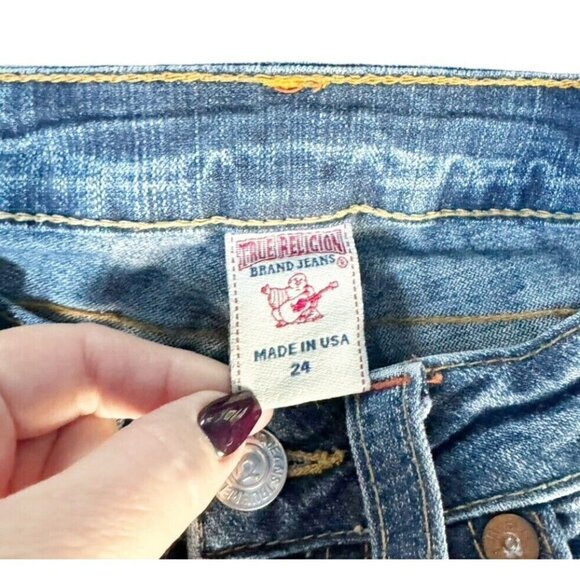 TRUE RELIGION
BRAND JEANS ®
MADE IN USA
24